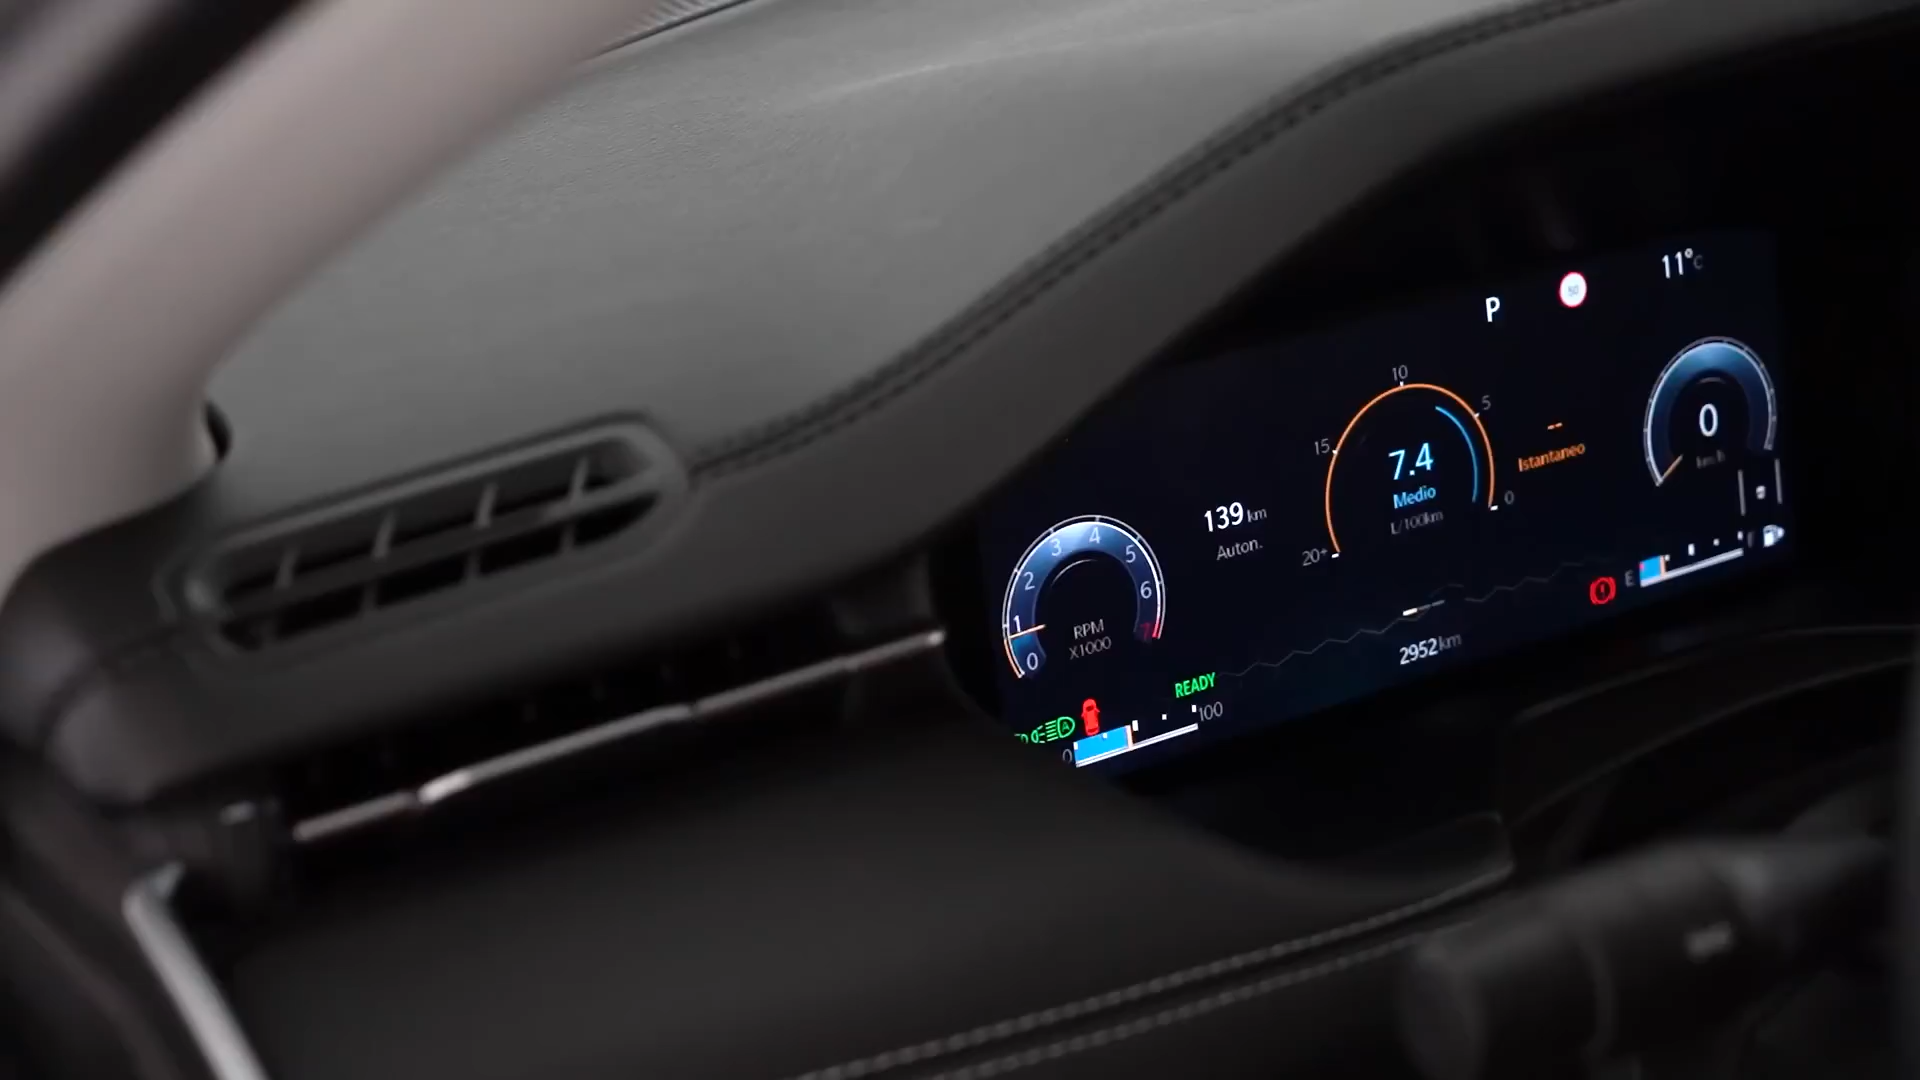 P
50
11°C
10
5
15
7.4
--
Istantaneo
Medio
L/100km
0
20+
0
km/h
139 km
Auton.
4
3
5
2
6
1
7
0
RPM
X1000
E
F
2952 km
READY
A
0
100